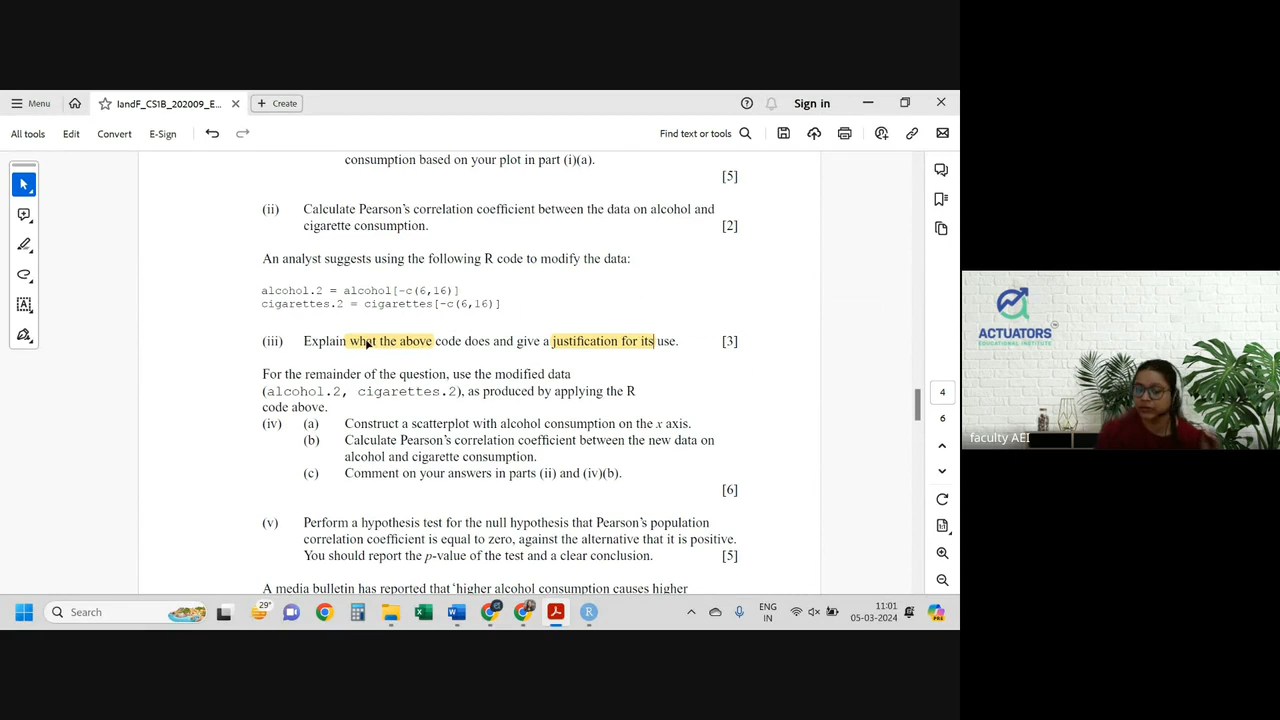 Menu
IandF_CS1B_202009_E...
Create
Sign in
All tools
Edit
Convert
E-Sign
Find text or tools
consumption based on your plot in part (i)(a).
[5]
(ii) Calculate Pearson's correlation coefficient between the data on alcohol and
cigarette consumption. [2]
An analyst suggests using the following R code to modify the data:
alcohol.2 = alcohol[-c(6,16)]
cigarettes.2 = cigarettes[-c(6,16)]
(iii) Explain what the above code does and give a justification for its use. [3]
For the remainder of the question, use the modified data
(alcohol.2, cigarettes.2), as produced by applying the R
code above.
(iv) (a) Construct a scatterplot with alcohol consumption on the x axis.
(b) Calculate Pearson's correlation coefficient between the new data on
alcohol and cigarette consumption.
(c) Comment on your answers in parts (ii) and (iv)(b).
[6]
(v) Perform a hypothesis test for the null hypothesis that Pearson's population
correlation coefficient is equal to zero, against the alternative that it is positive.
You should report the p-value of the test and a clear conclusion. [5]
A media bulletin has reported that 'higher alcohol consumption causes higher
4
6
ACTUATORS
EDUCATIONAL INSTITUTE
faculty AEI
Search
29°
ENG
IN
11:01
05-03-2024